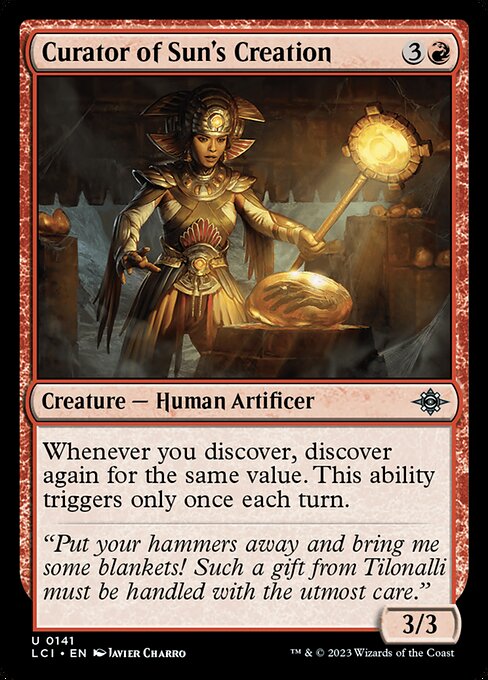 Curator of Sun's Creation 3
Creature — Human Artificer
Whenever you discover, discover
again for the same value. This ability
triggers only once each turn.
"Put your hammers away and bring me
some blankets! Such a gift from Tilonalli
must be handled with the utmost care."
3/3
U 0141
LCI • EN Javier Charro
™ & © 2023 Wizards of the Coast